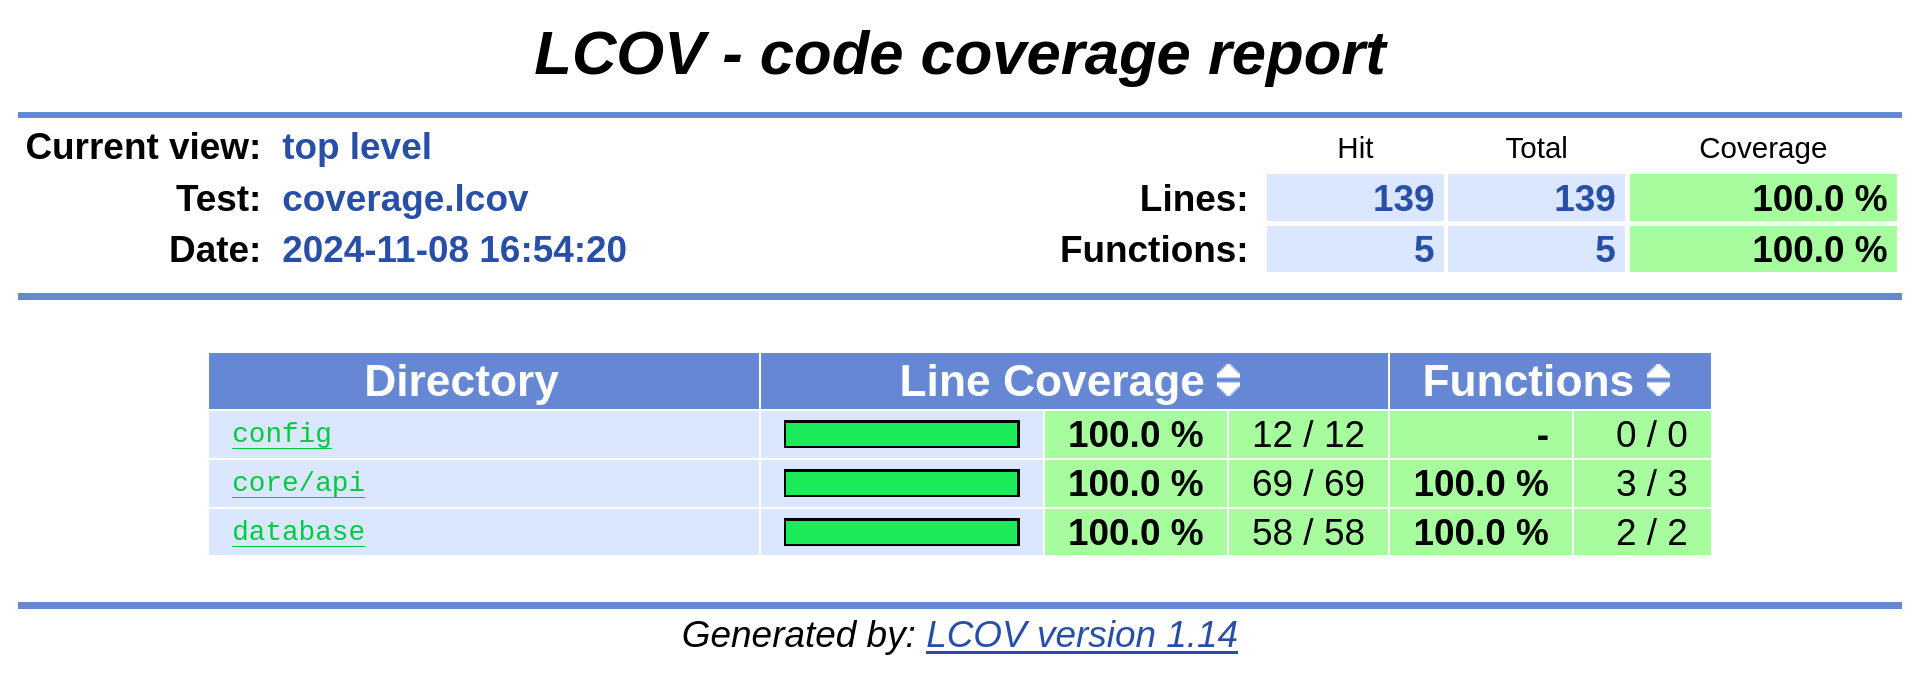 LCOV - code coverage report
Current view: top level Hit Total Coverage
Test: coverage.lcov Lines: 139 139 100.0 %
Date: 2024-11-08 16:54:20 Functions: 5 5 100.0 %
Directory Line Coverage Functions
config 100.0 % 12 / 12 - 0 / 0
core/api 100.0 % 69 / 69 100.0 % 3 / 3
database 100.0 % 58 / 58 100.0 % 2 / 2
Generated by: LCOV version 1.14